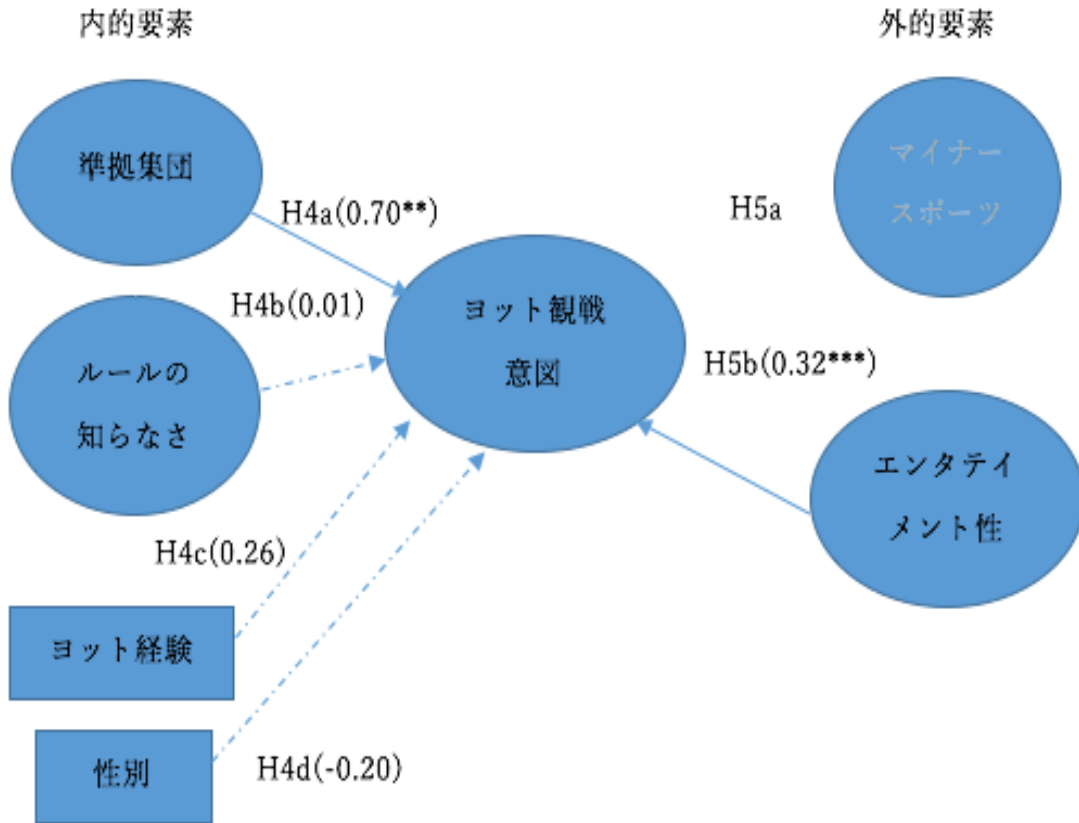 内的要素
外的要素
準拠集団
マイナー
スポーツ
H4a(0.70**)
H5a
H4b(0.01)
ヨット観戦
意図
ルールの
知らなさ
H5b(0.32***)
エンタテイ
メント性
H4c(0.26)
ヨット経験
性別
H4d(-0.20)